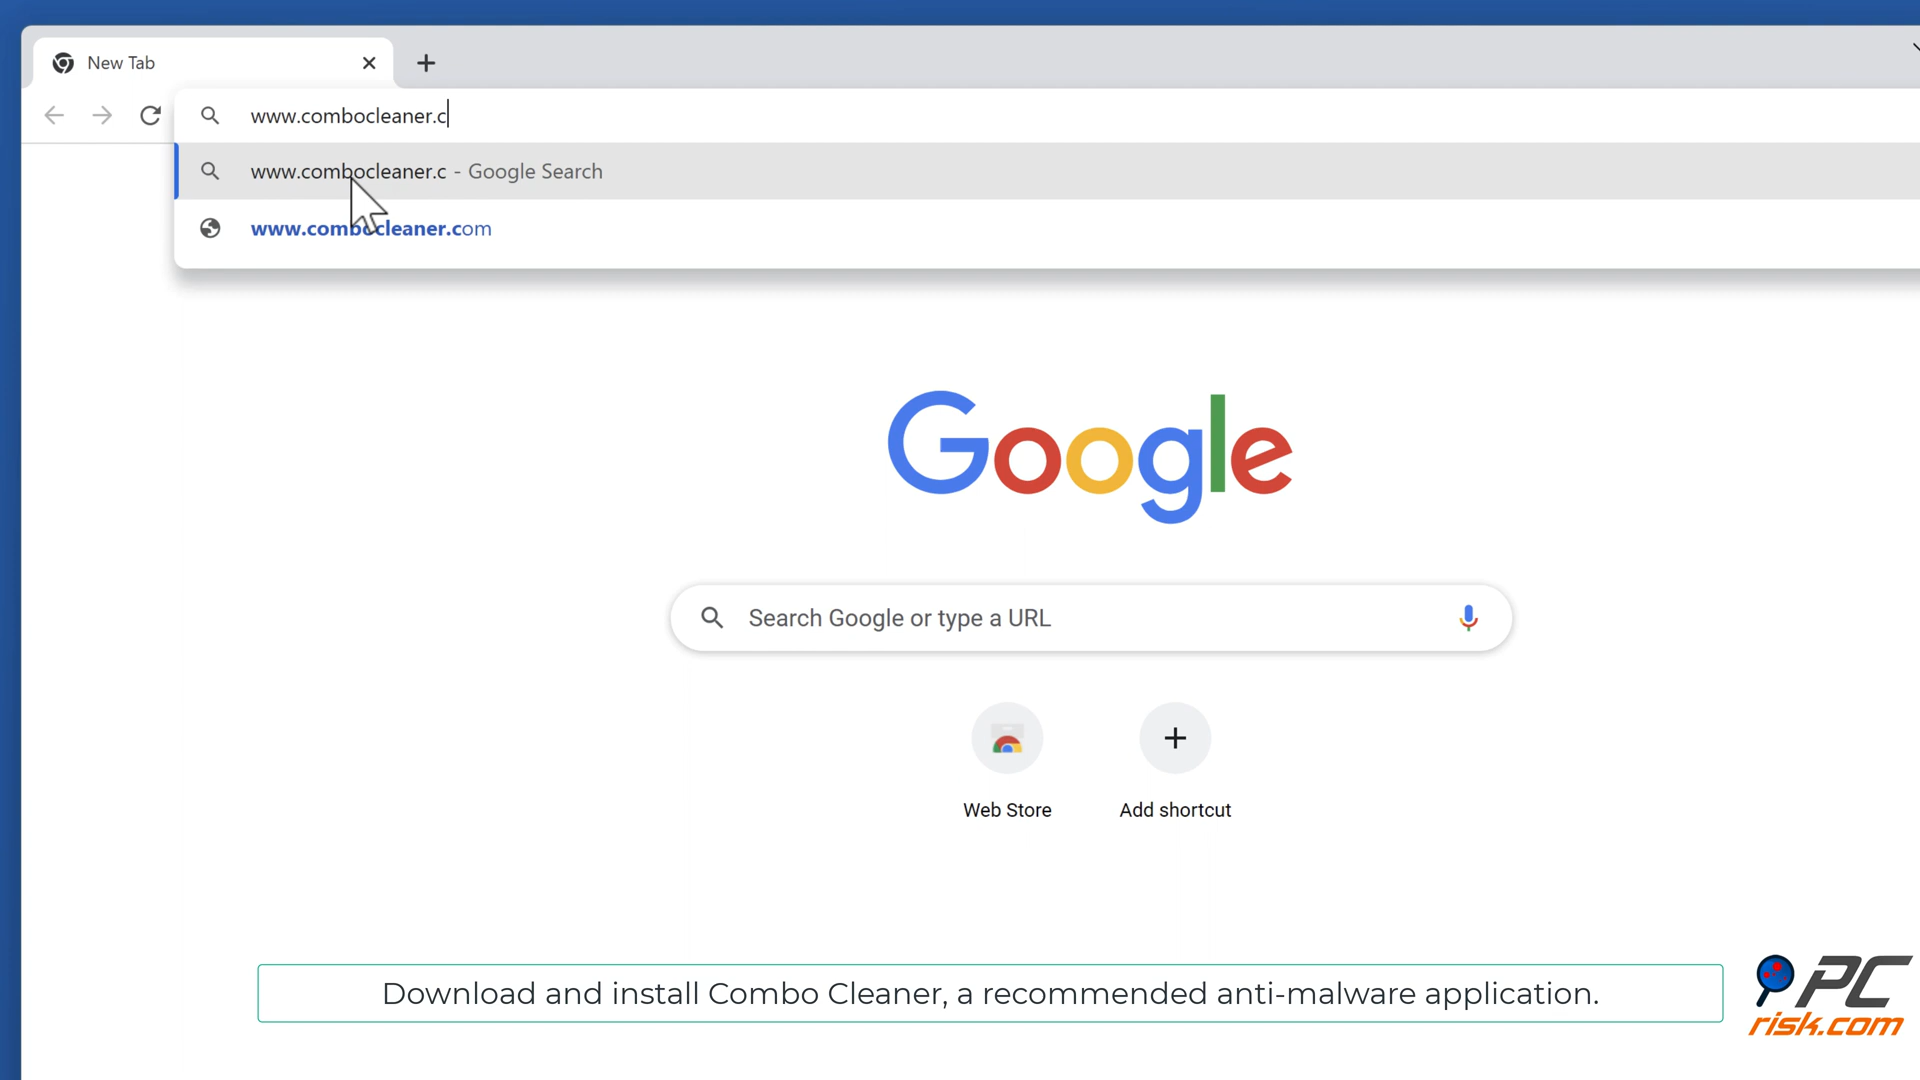 New Tab
www.combocleaner.c
www.combocleaner.c - Google Search
www.combocleaner.com
Google
Search Google or type a URL
Web Store
Add shortcut
Download and install Combo Cleaner, a recommended anti-malware application.
PC
risk.com